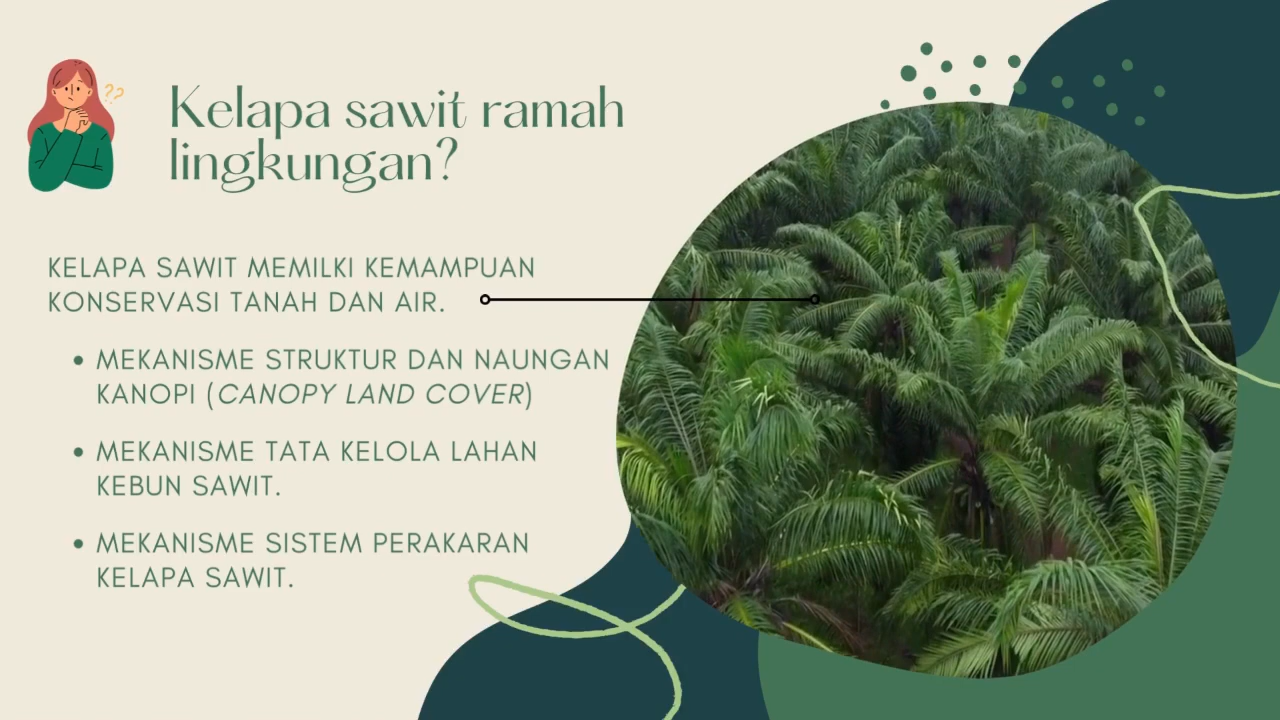 ??
Kelapa sawit ramah
lingkungan?
KELAPA SAWIT MEMILKI KEMAMPUAN
KONSERVASI TANAH DAN AIR.
• MEKANISME STRUKTUR DAN NAUNGAN
KANOPI (CANOPY LAND COVER)
• MEKANISME TATA KELOLA LAHAN
KEBUN SAWIT.
• MEKANISME SISTEM PERAKARAN
KELAPA SAWIT.